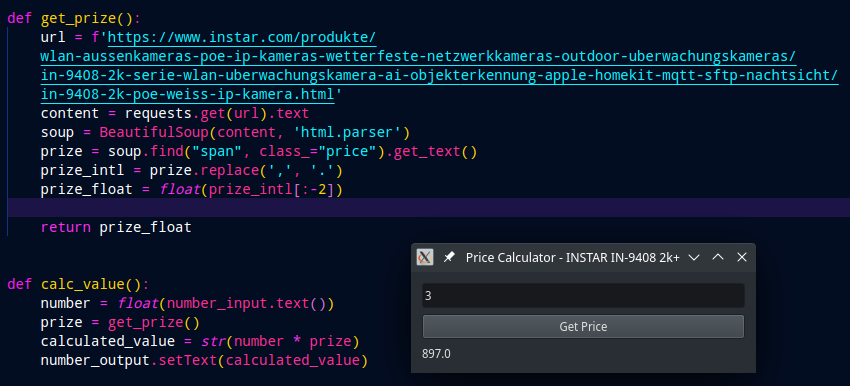 def get_prize():
url = f'https://www.instar.com/produkte/
wlan-aussenkameras-poe-ip-kameras-wetterfeste-netzwerkkameras-outdoor-uberwachungskameras/
in-9408-2k-serie-wlan-uberwachungskamera-ai-objekterkennung-apple-homekit-mqtt-sftp-nachtsicht/
in-9408-2k-poe-weiss-ip-kamera.html'
content = requests.get(url).text
soup = BeautifulSoup(content, 'html.parser')
prize = soup.find("span", class_="price").get_text()
prize_intl = prize.replace(',', '.')
prize_float = float(prize_intl[:-2])
return prize_float
def calc_value():
number = float(number_input.text())
prize = get_prize()
calculated_value = str(number * prize)
number_output.setText(calculated_value)
Price Calculator - INSTAR IN-9408 2k+
3
Get Price
897.0